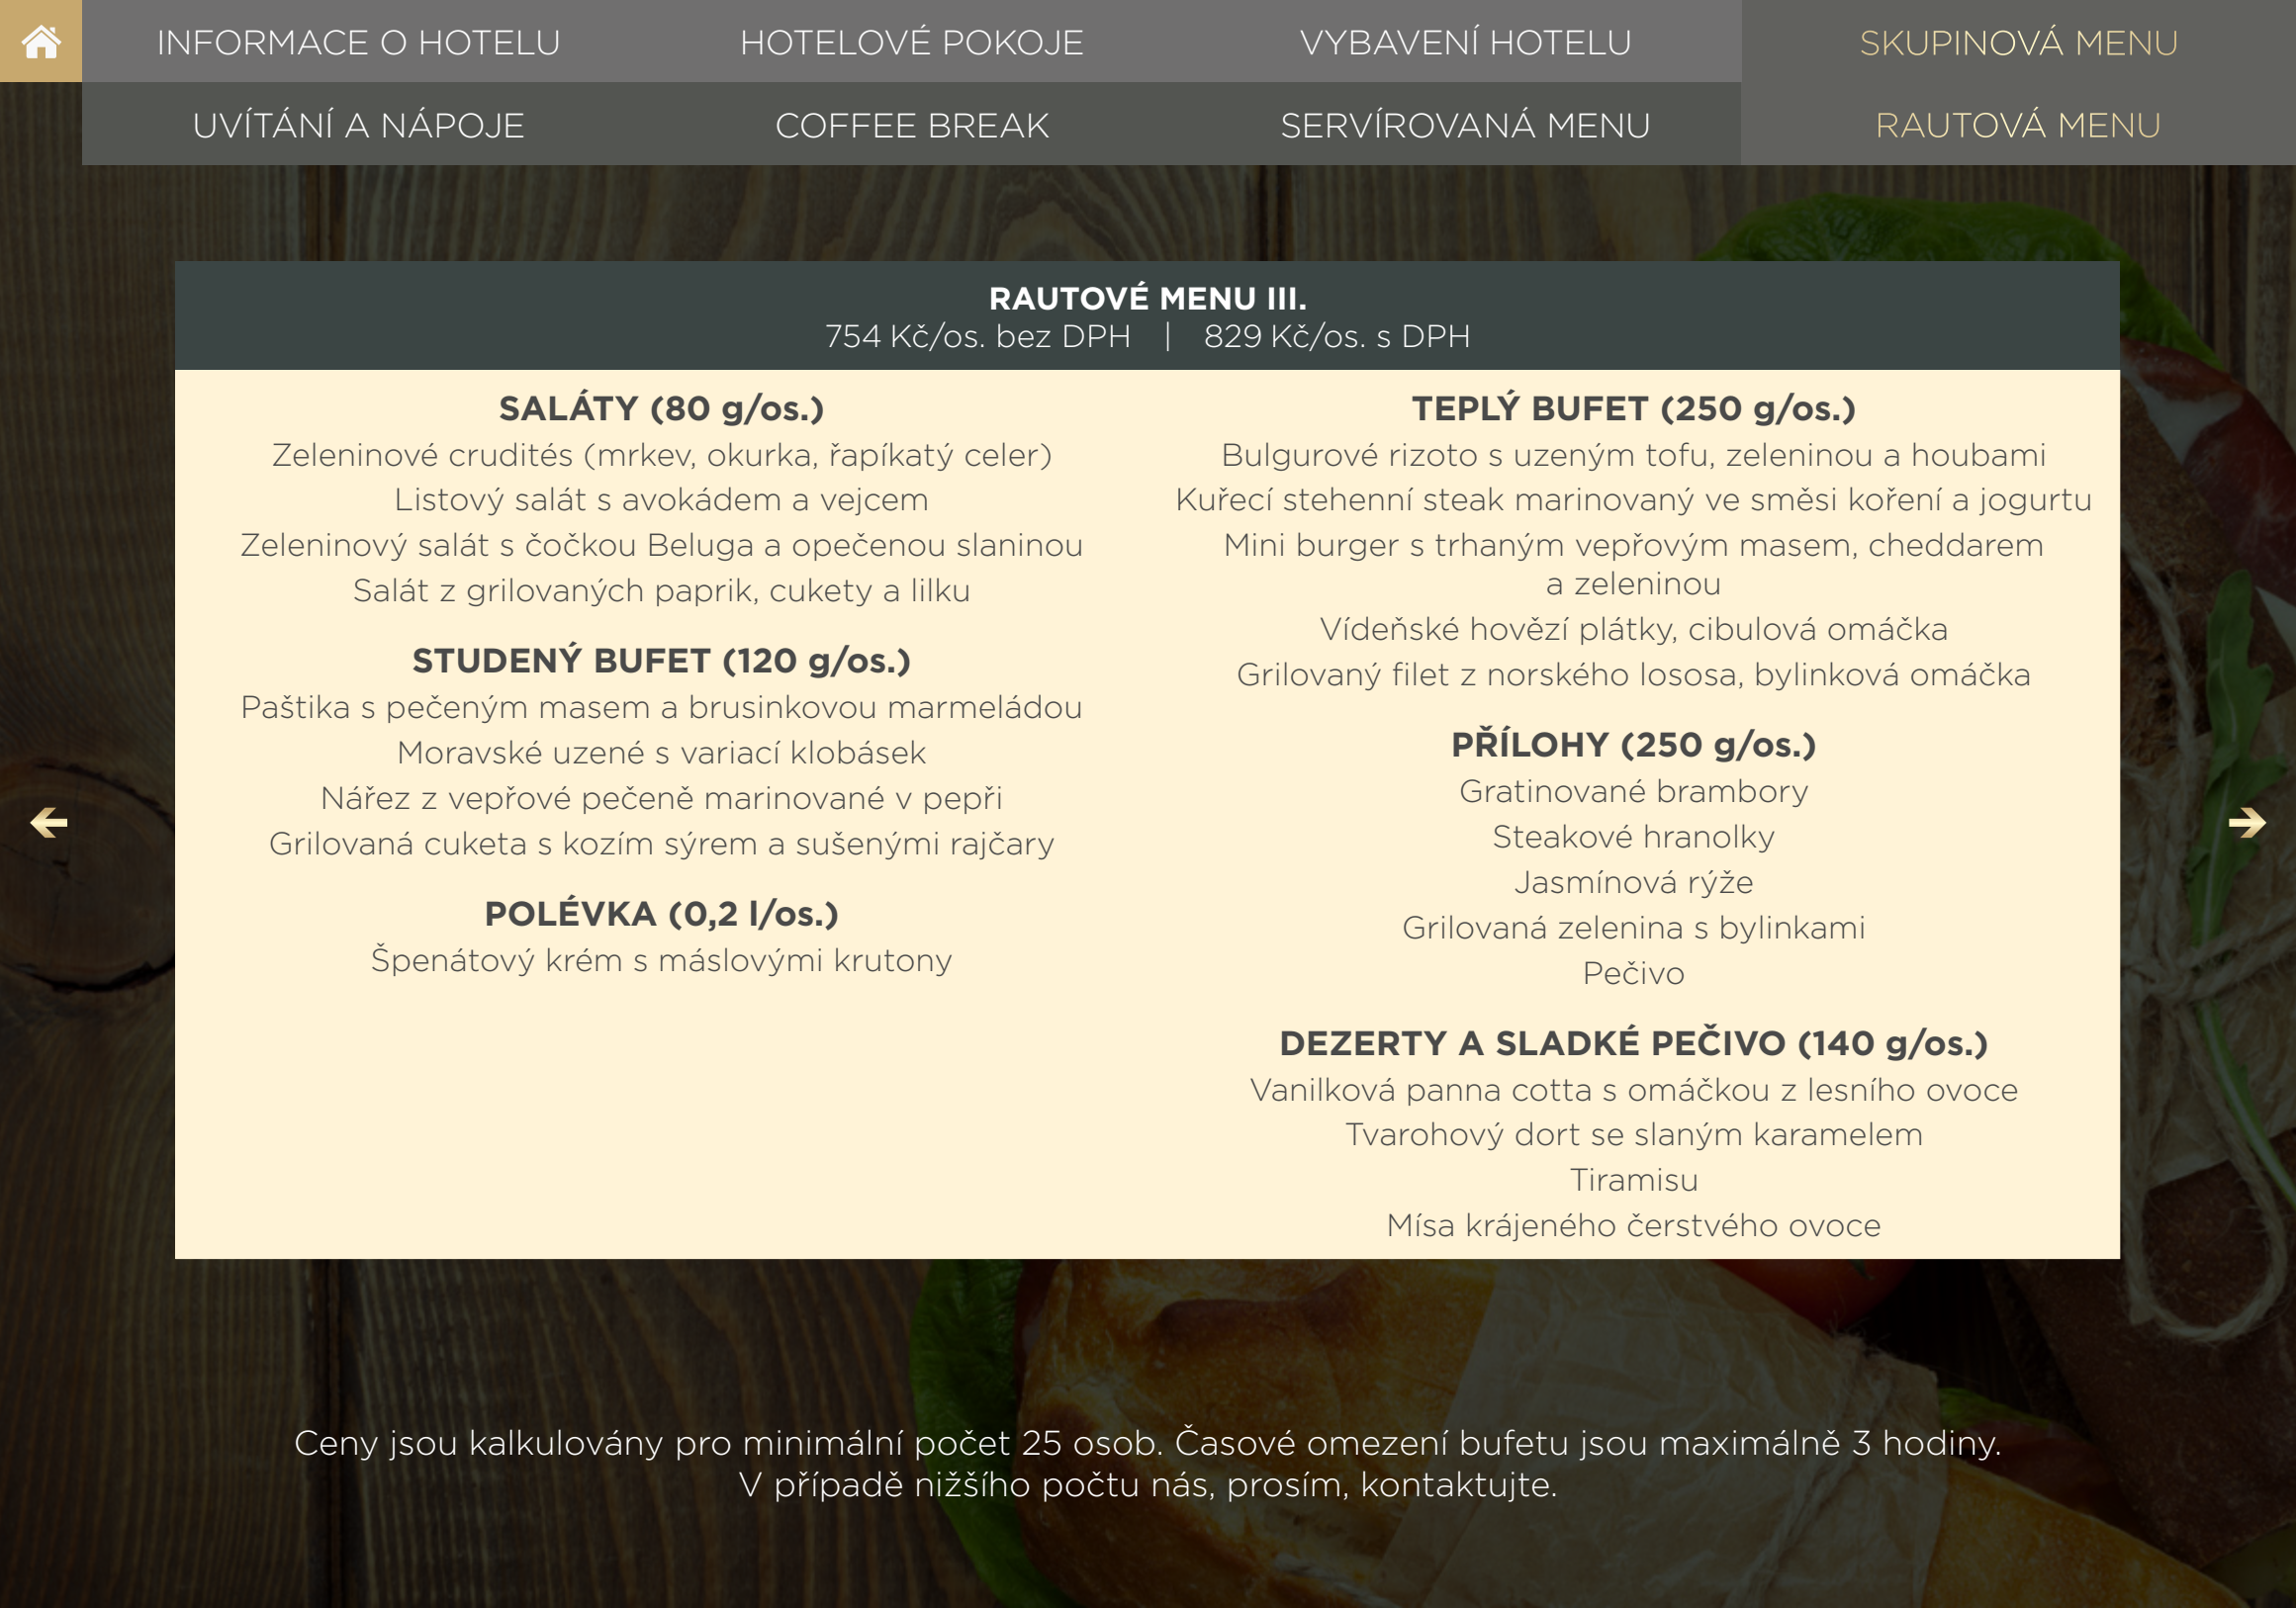 INFORMACE O HOTELU
HOTELOVÉ POKOJE
VYBAVENÍ HOTELU
SKUPINOVÁ MENU
UVÍTÁNÍ A NÁPOJE
COFFEE BREAK
SERVÍROVANÁ MENU
RAUTOVÁ MENU
RAUTOVÉ MENU III.
754 Kč/os. bez DPH | 829 Kč/os. s DPH
SALÁTY (80 g/os.)
Zeleninové crudités (mrkev, okurka, řapíkatý celer)
Listový salát s avokádem a vejcem
Zeleninový salát s čočkou Beluga a opečenou slaninou
Salát z grilovaných paprik, cukety a lilku
STUDENÝ BUFET (120 g/os.)
Paštika s pečeným masem a brusinkovou marmeládou
Moravské uzené s variací klobásek
Nářez z vepřové pečeně marinované v pepři
Grilovaná cuketa s kozím sýrem a sušenými rajčary
POLÉVKA (0,2 l/os.)
Špenátový krém s máslovými krutony
TEPLÝ BUFET (250 g/os.)
Bulgurové rizoto s uzeným tofu, zeleninou a houbami
Kuřecí stehenní steak marinovaný ve směsi koření a jogurtu
Mini burger s trhaným vepřovým masem, cheddarem
a zeleninou
Vídeňské hovězí plátky, cibulová omáčka
Grilovaný filet z norského lososa, bylinková omáčka
PŘÍLOHY (250 g/os.)
Gratinované brambory
Steakové hranolky
Jasmínová rýže
Grilovaná zelenina s bylinkami
Pečivo
DEZERTY A SLADKÉ PEČIVO (140 g/os.)
Vanilková panna cotta s omáčkou z lesního ovoce
Tvarohový dort se slaným karamelem
Tiramisu
Mísa krájeného čerstvého ovoce
Ceny jsou kalkulovány pro minimální počet 25 osob. Časové omezení bufetu jsou maximálně 3 hodiny.
V případě nižšího počtu nás, prosím, kontaktujte.